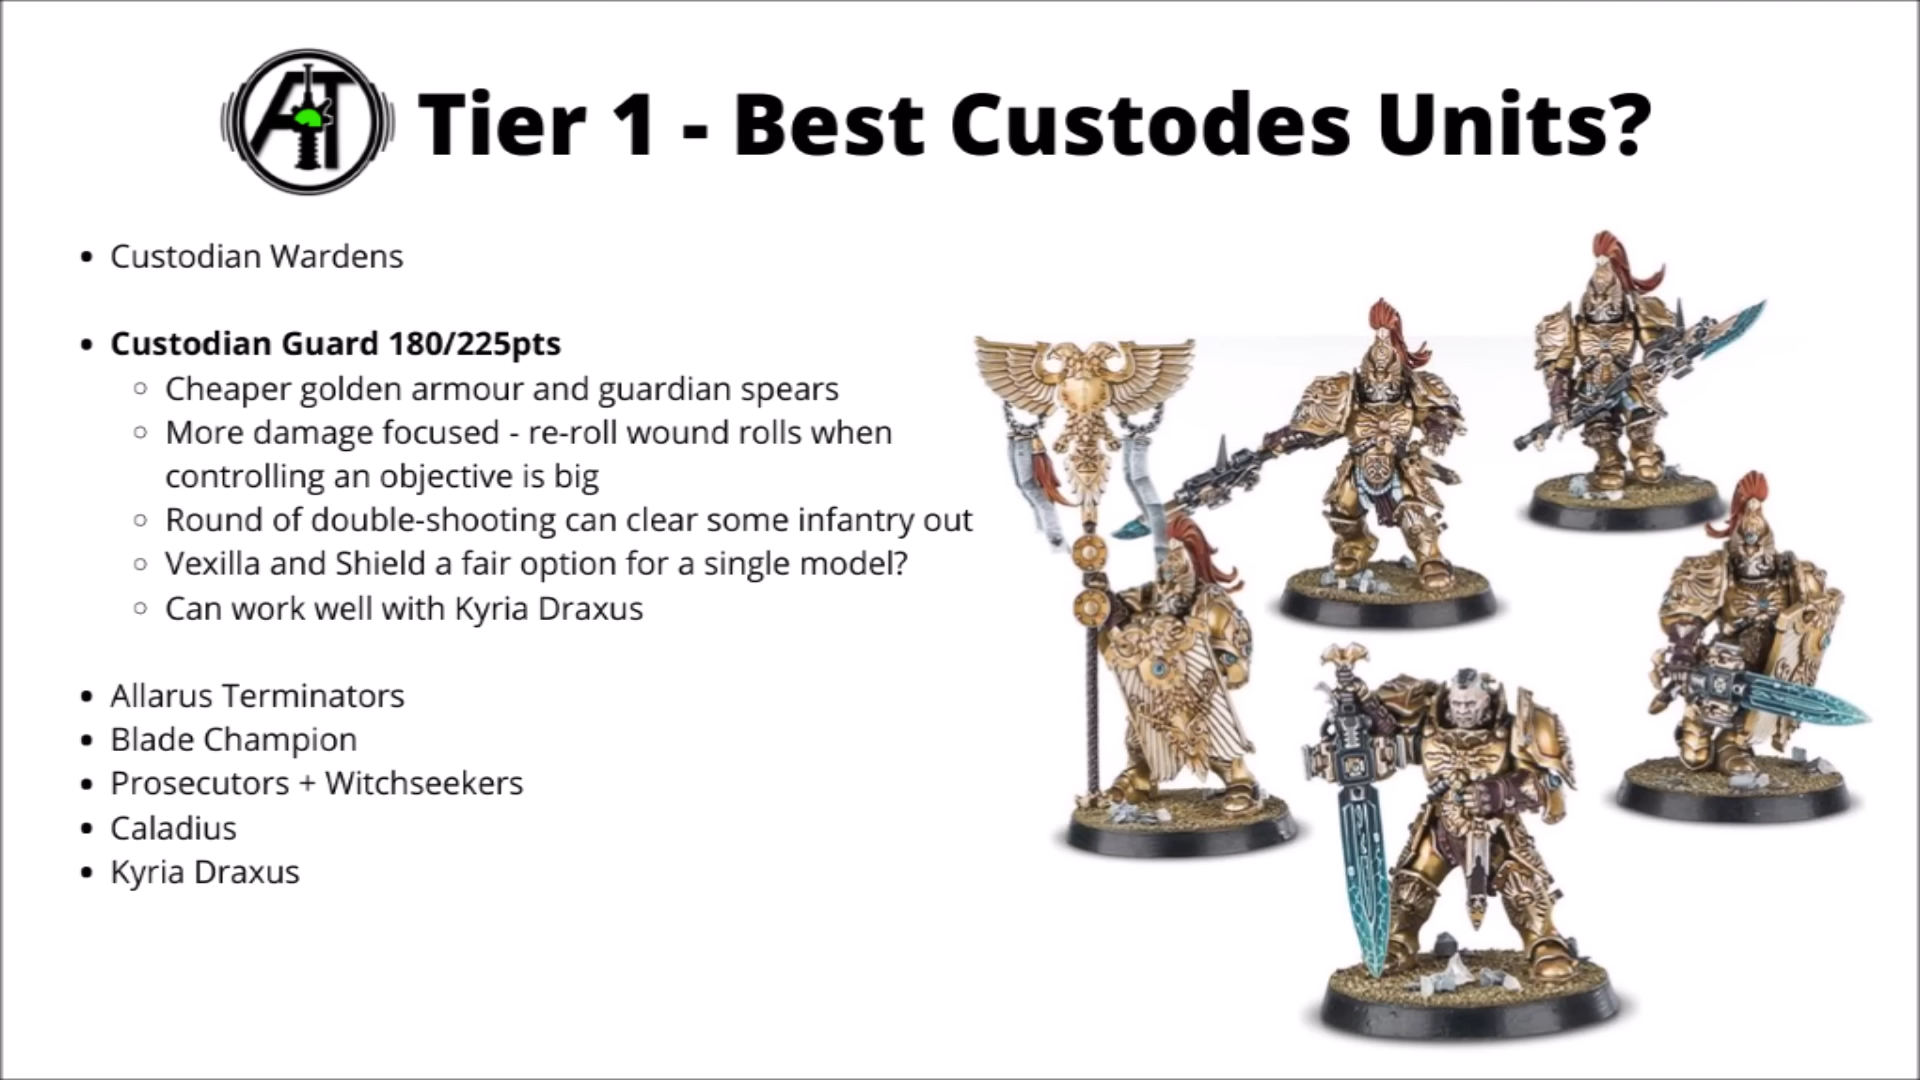 AT
Tier 1 - Best Custodes Units?
• Custodian Wardens
• Custodian Guard 180/225pts
○ Cheaper golden armour and guardian spears
○ More damage focused - re-roll wound rolls when
controlling an objective is big
○ Round of double-shooting can clear some infantry out
○ Vexilla and Shield a fair option for a single model?
○ Can work well with Kyria Draxus
• Allarus Terminators
• Blade Champion
• Prosecutors + Witchseekers
• Caladius
• Kyria Draxus